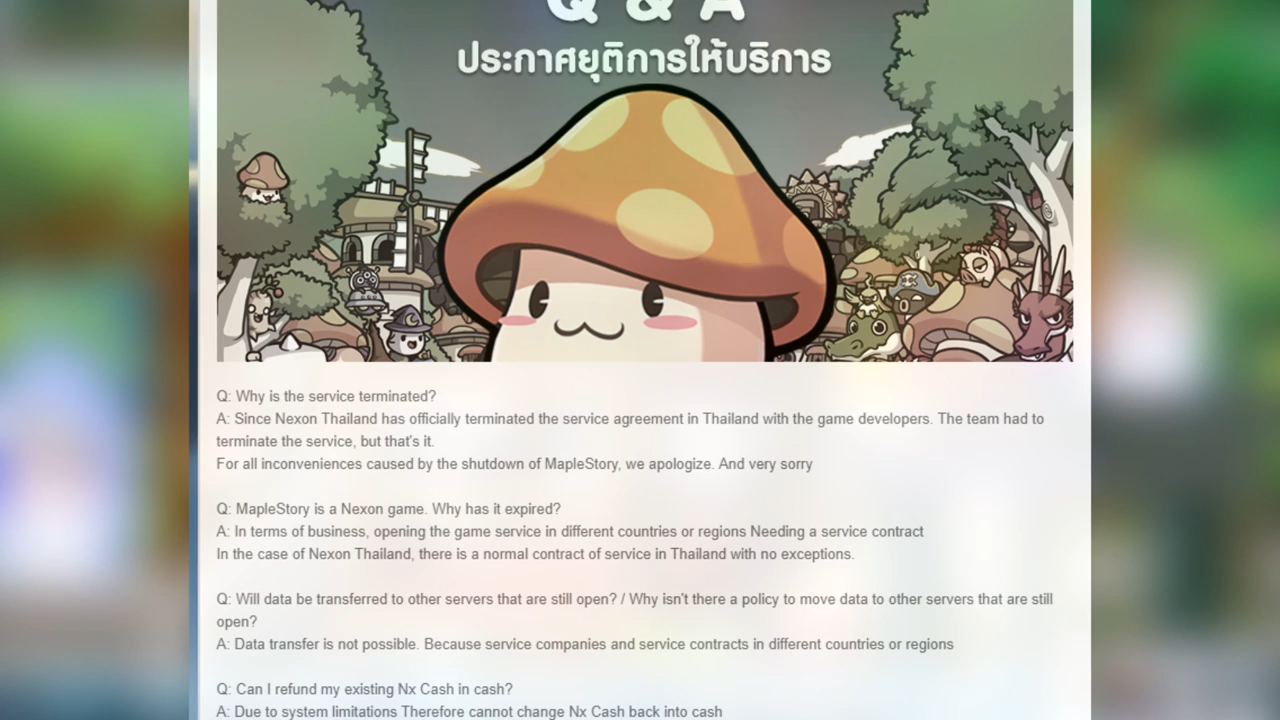 Q & A
ประกาศยุติการให้บริการ
Q: Why is the service terminated?
A: Since Nexon Thailand has officially terminated the service agreement in Thailand with the game developers. The team had to
terminate the service, but that's it.
For all inconveniences caused by the shutdown of MapleStory, we apologize. And very sorry
Q: MapleStory is a Nexon game. Why has it expired?
A: In terms of business, opening the game service in different countries or regions Needing a service contract
In the case of Nexon Thailand, there is a normal contract of service in Thailand with no exceptions.
Q: Will data be transferred to other servers that are still open? / Why isn't there a policy to move data to other servers that are still
open?
A: Data transfer is not possible. Because service companies and service contracts in different countries or regions
Q: Can I refund my existing Nx Cash in cash?
A: Due to system limitations Therefore cannot change Nx Cash back into cash